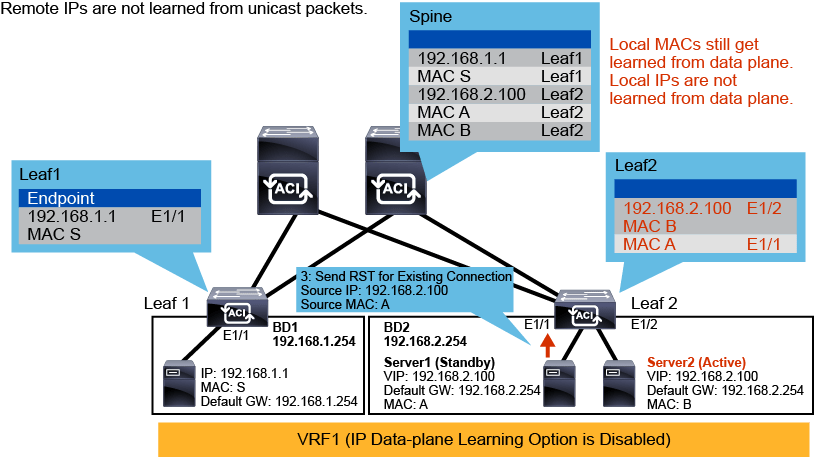 Remote IPs are not learned from unicast packets.
Spine
192.168.1.1 Leaf1
MAC S Leaf1
192.168.2.100 Leaf2
MAC A Leaf2
MAC B Leaf2
Local MACs still get
learned from data plane.
Local IPs are not
learned from data plane.
Leaf1
Endpoint
192.168.1.1 E1/1
MAC S
ACI
ACI
Leaf2
192.168.2.100 E1/2
MAC B
MAC A E1/1
3: Send RST for Existing Connection
Source IP: 192.168.2.100
Source MAC: A
Leaf 1
ACI
E1/1
ACI
Leaf 2
E1/1
E1/2
BD1
192.168.1.254
IP: 192.168.1.1
MAC: S
Default GW: 192.168.1.254
BD2
192.168.2.254
Server1 (Standby)
VIP: 192.168.2.100
Default GW: 192.168.2.254
MAC: A
Server2 (Active)
VIP: 192.168.2.100
Default GW: 192.168.2.254
MAC: B
VRF1 (IP Data-plane Learning Option is Disabled)